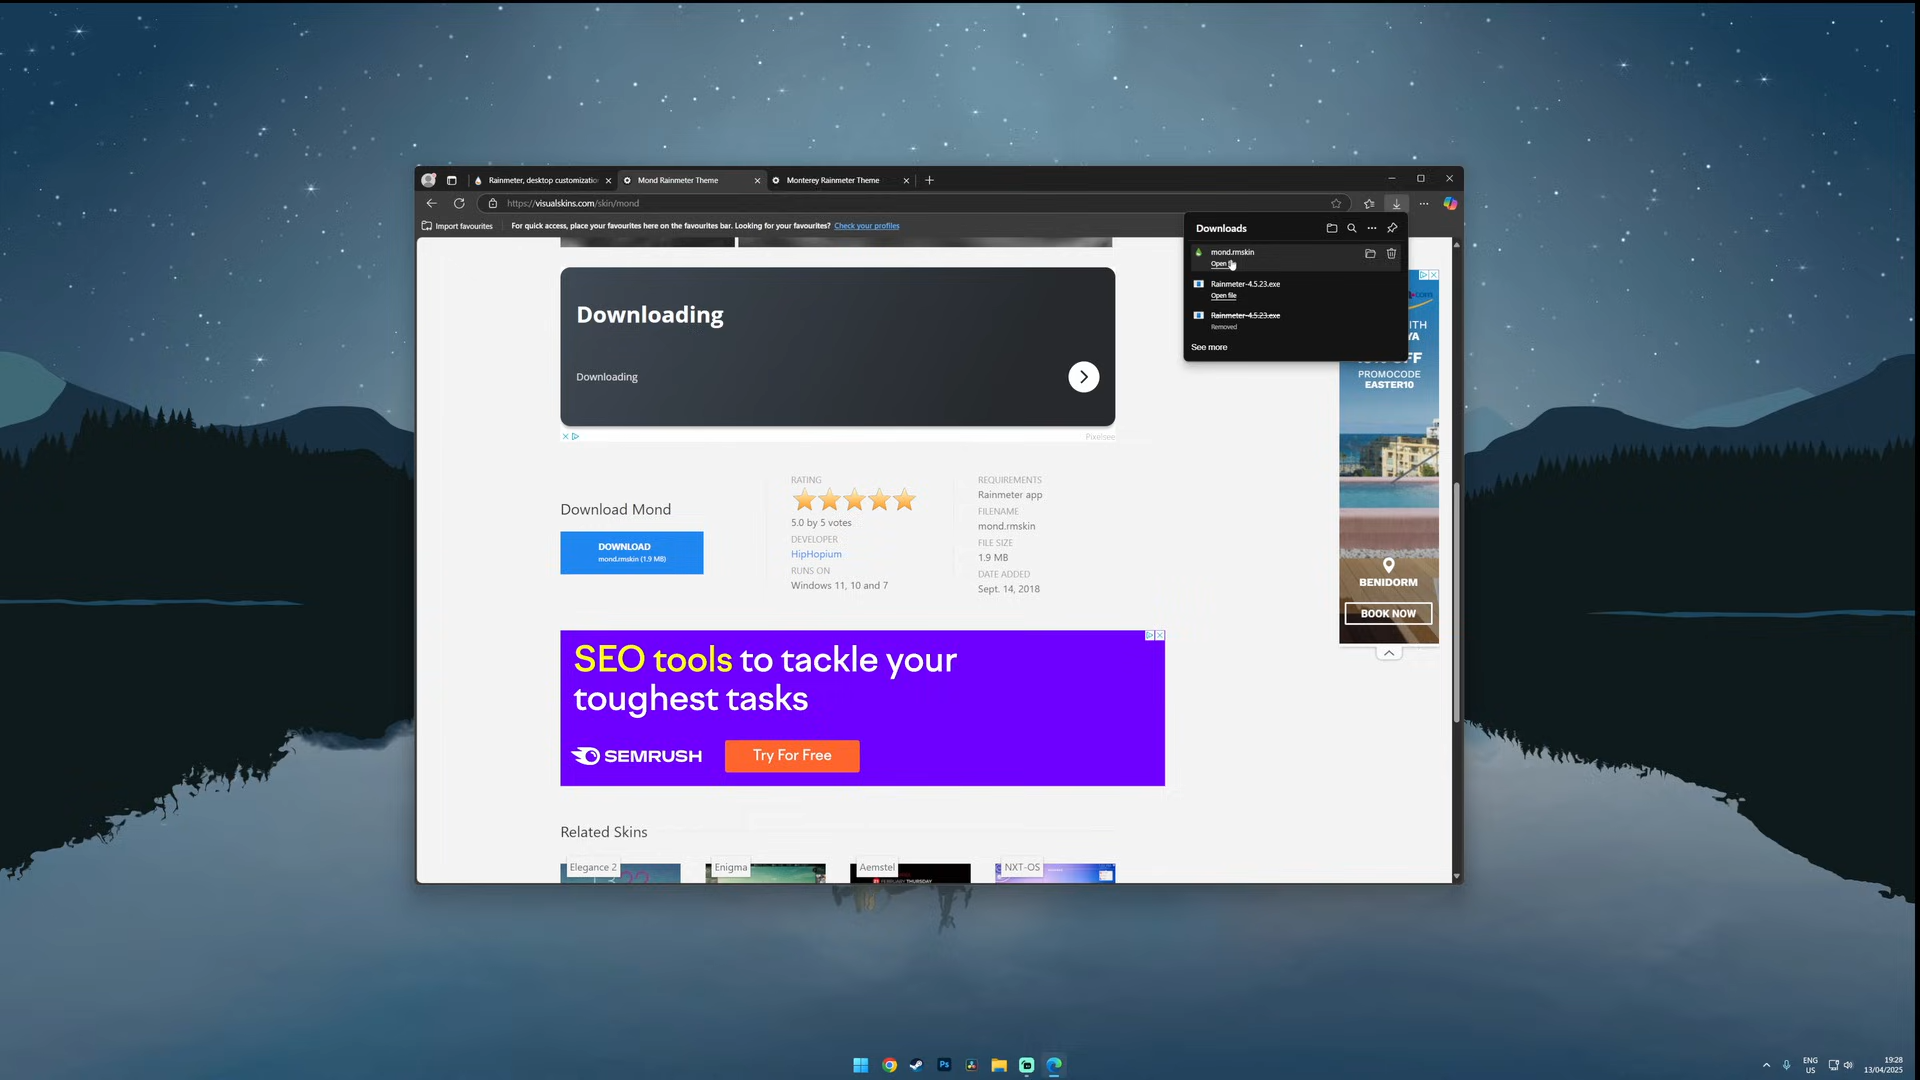 Rainmeter, desktop customizatio
Mond Rainmeter Theme
Monterey Rainmeter Theme
https://visualskins.com/skin/mond
Import favourites
For quick access, place your favourites here on the favourites bar. Looking for your favourites? Check your profiles
Downloads
mond.rmskin
Open
Rainmeter-4.5.23.exe
Open file
Rainmeter-4.5.23.exe
Removed
See more
Downloading
Downloading
Pixelsee
Download Mond
DOWNLOAD
mond.rmskin (1.9 MB)
RATING
5.0 by 5 votes
DEVELOPER
HipHopium
RUNS ON
Windows 11, 10 and 7
REQUIREMENTS
Rainmeter app
FILENAME
mond.rmskin
FILE SIZE
1.9 MB
DATE ADDED
Sept. 14, 2018
PROMOCODE
EASTER10
BENIDORM
BOOK NOW
SEO tools to tackle your
toughest tasks
SEMRUSH
Try For Free
Related Skins
Elegance 2
Enigma
Aemstel
NXT-OS
FEBRUARY THURSDAY
Ps
ENG
US
19:28
13/04/2025